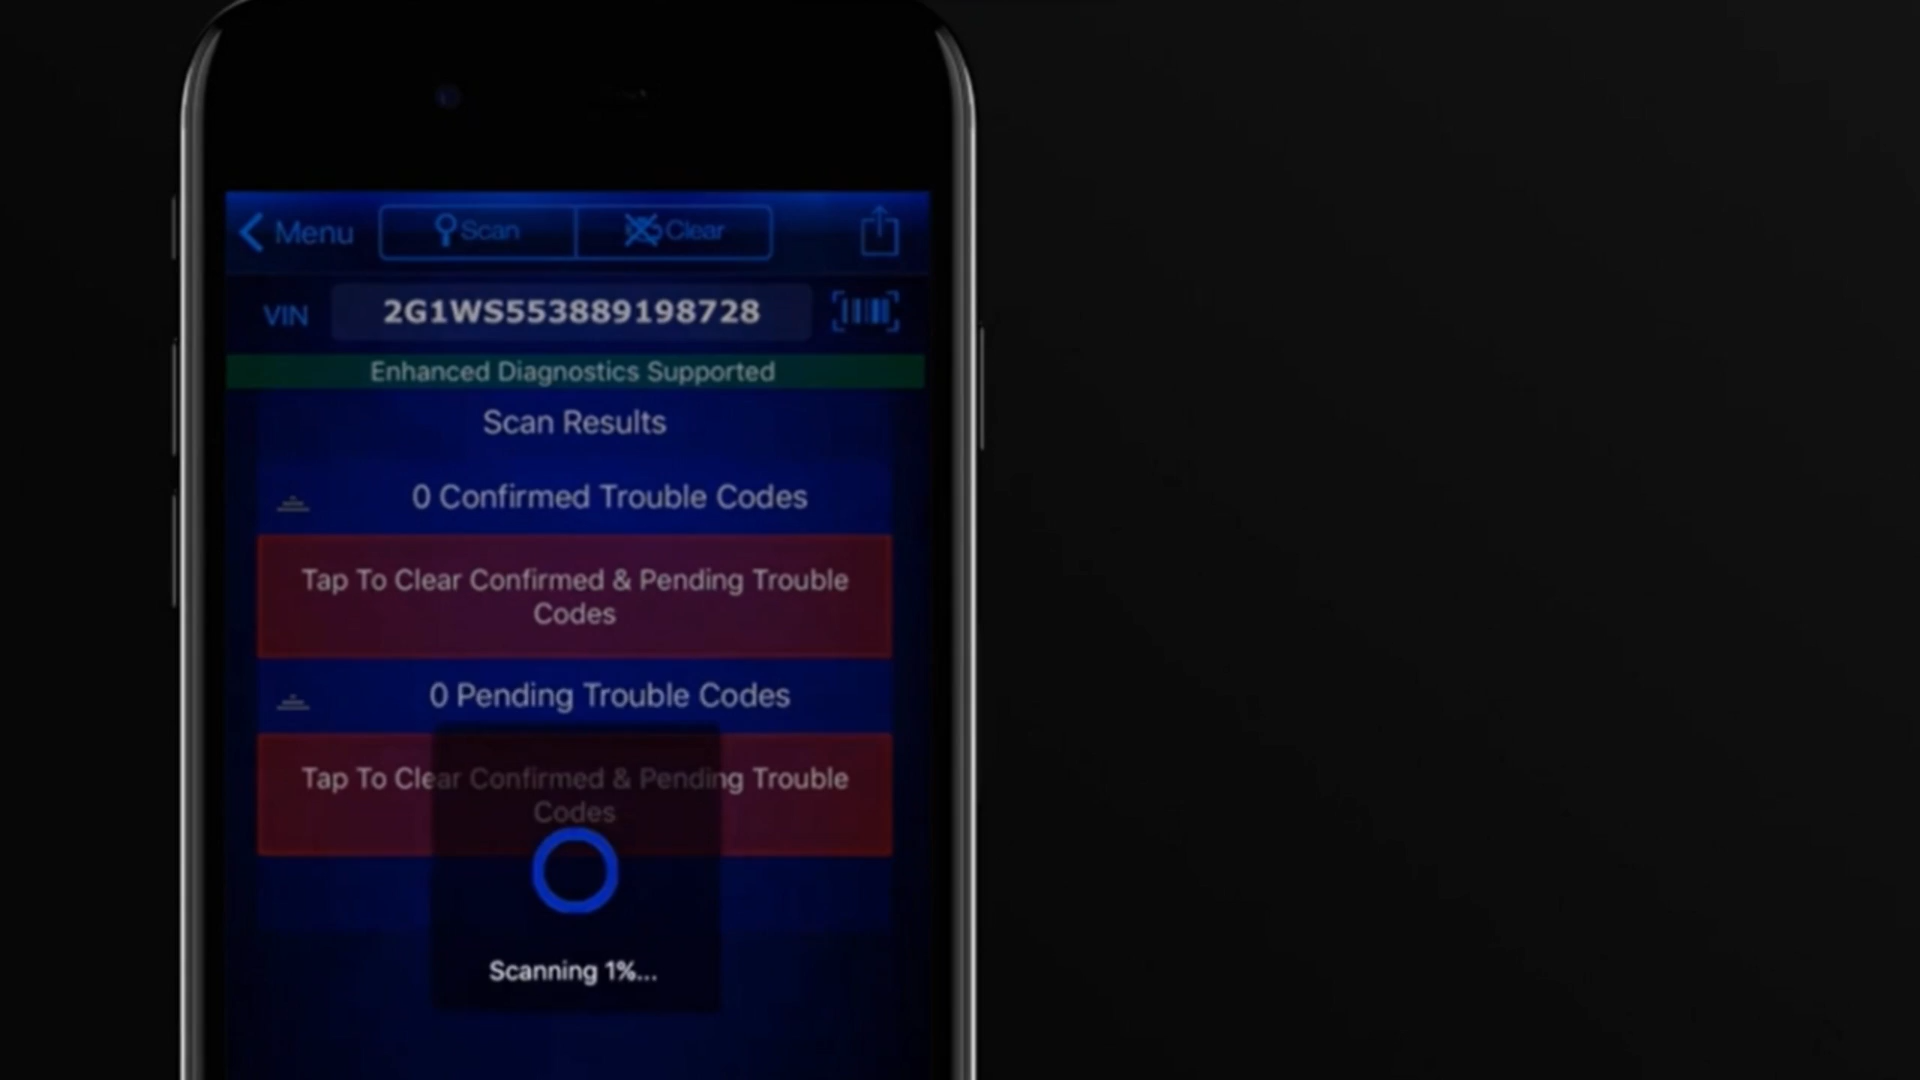 Menu
Scan
Clear
VIN
2G1WS553889198728
Enhanced Diagnostics Supported
Scan Results
0 Confirmed Trouble Codes
Tap To Clear Confirmed & Pending Trouble
Codes
0 Pending Trouble Codes
Tap To Clear Confirmed & Pending Trouble
Codes
Scanning 1%...